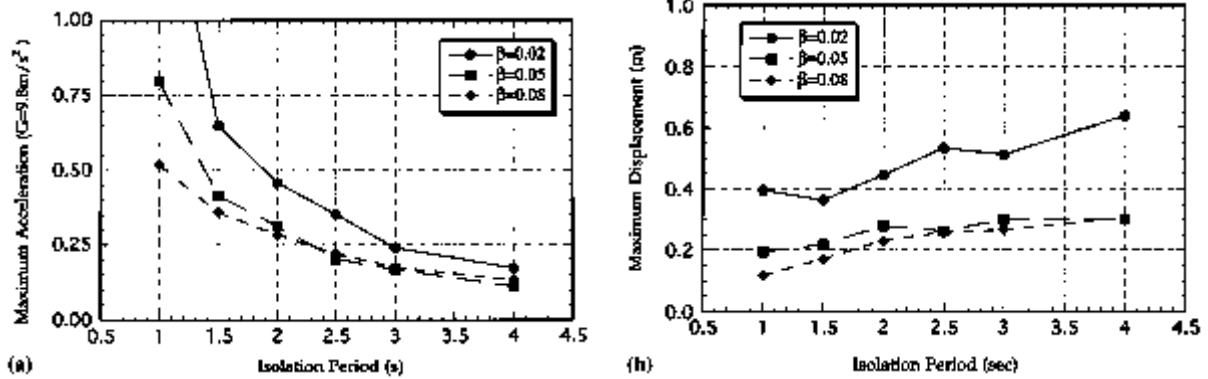 Maximum Acceleration (G=9.8m/s²)
1.00
0.75
0.50
0.25
0.00
β=0.02
β=0.05
β=0.08
0.5 1 1.5 2 2.5 3 3.5 4 4.5
Isolation Period (s)
(a)
Maximum Displacement (m)
1.0
0.8
0.6
0.4
0.2
0.0
β=0.02
β=0.05
β=0.08
0.5 1 1.5 2 2.5 3 3.5 4 4.5
Isolation Period (sec)
(b)